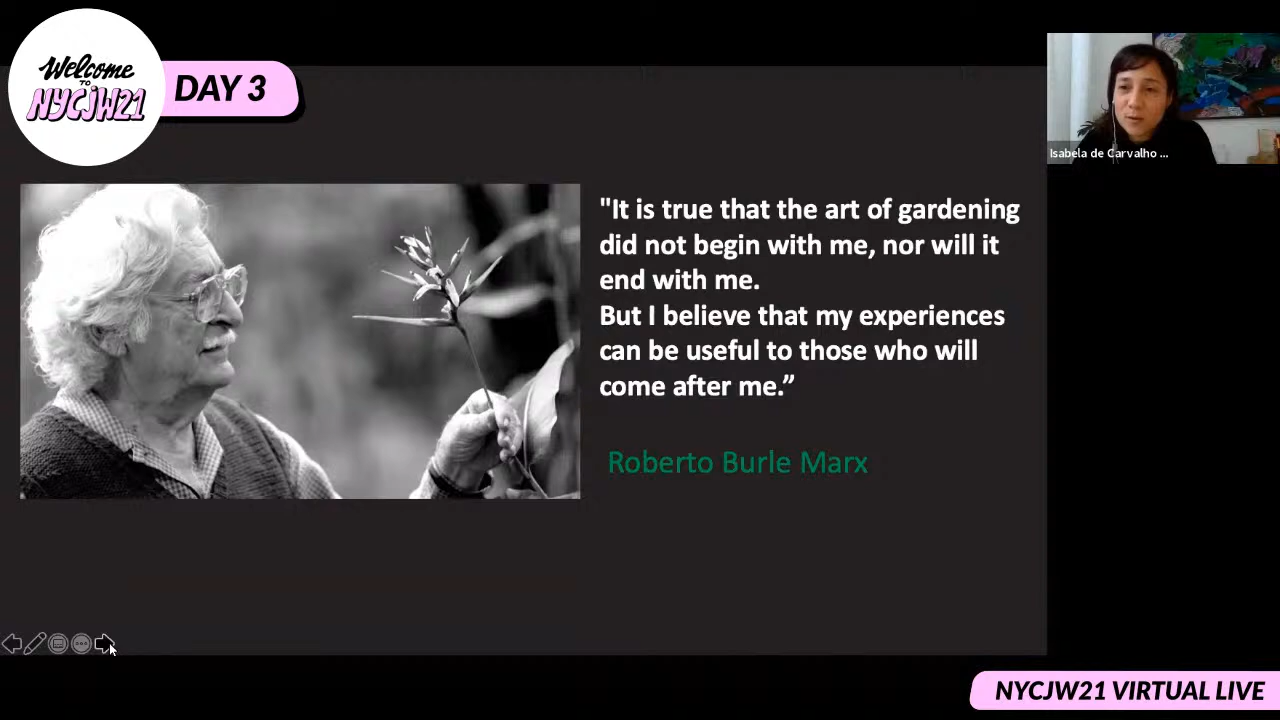 Welcome
TO
NYCJW21
DAY 3
Isabela de Carvalho ...
"It is true that the art of gardening
did not begin with me, nor will it
end with me.
But I believe that my experiences
can be useful to those who will
come after me.”
Roberto Burle Marx
NYCJW21 VIRTUAL LIVE